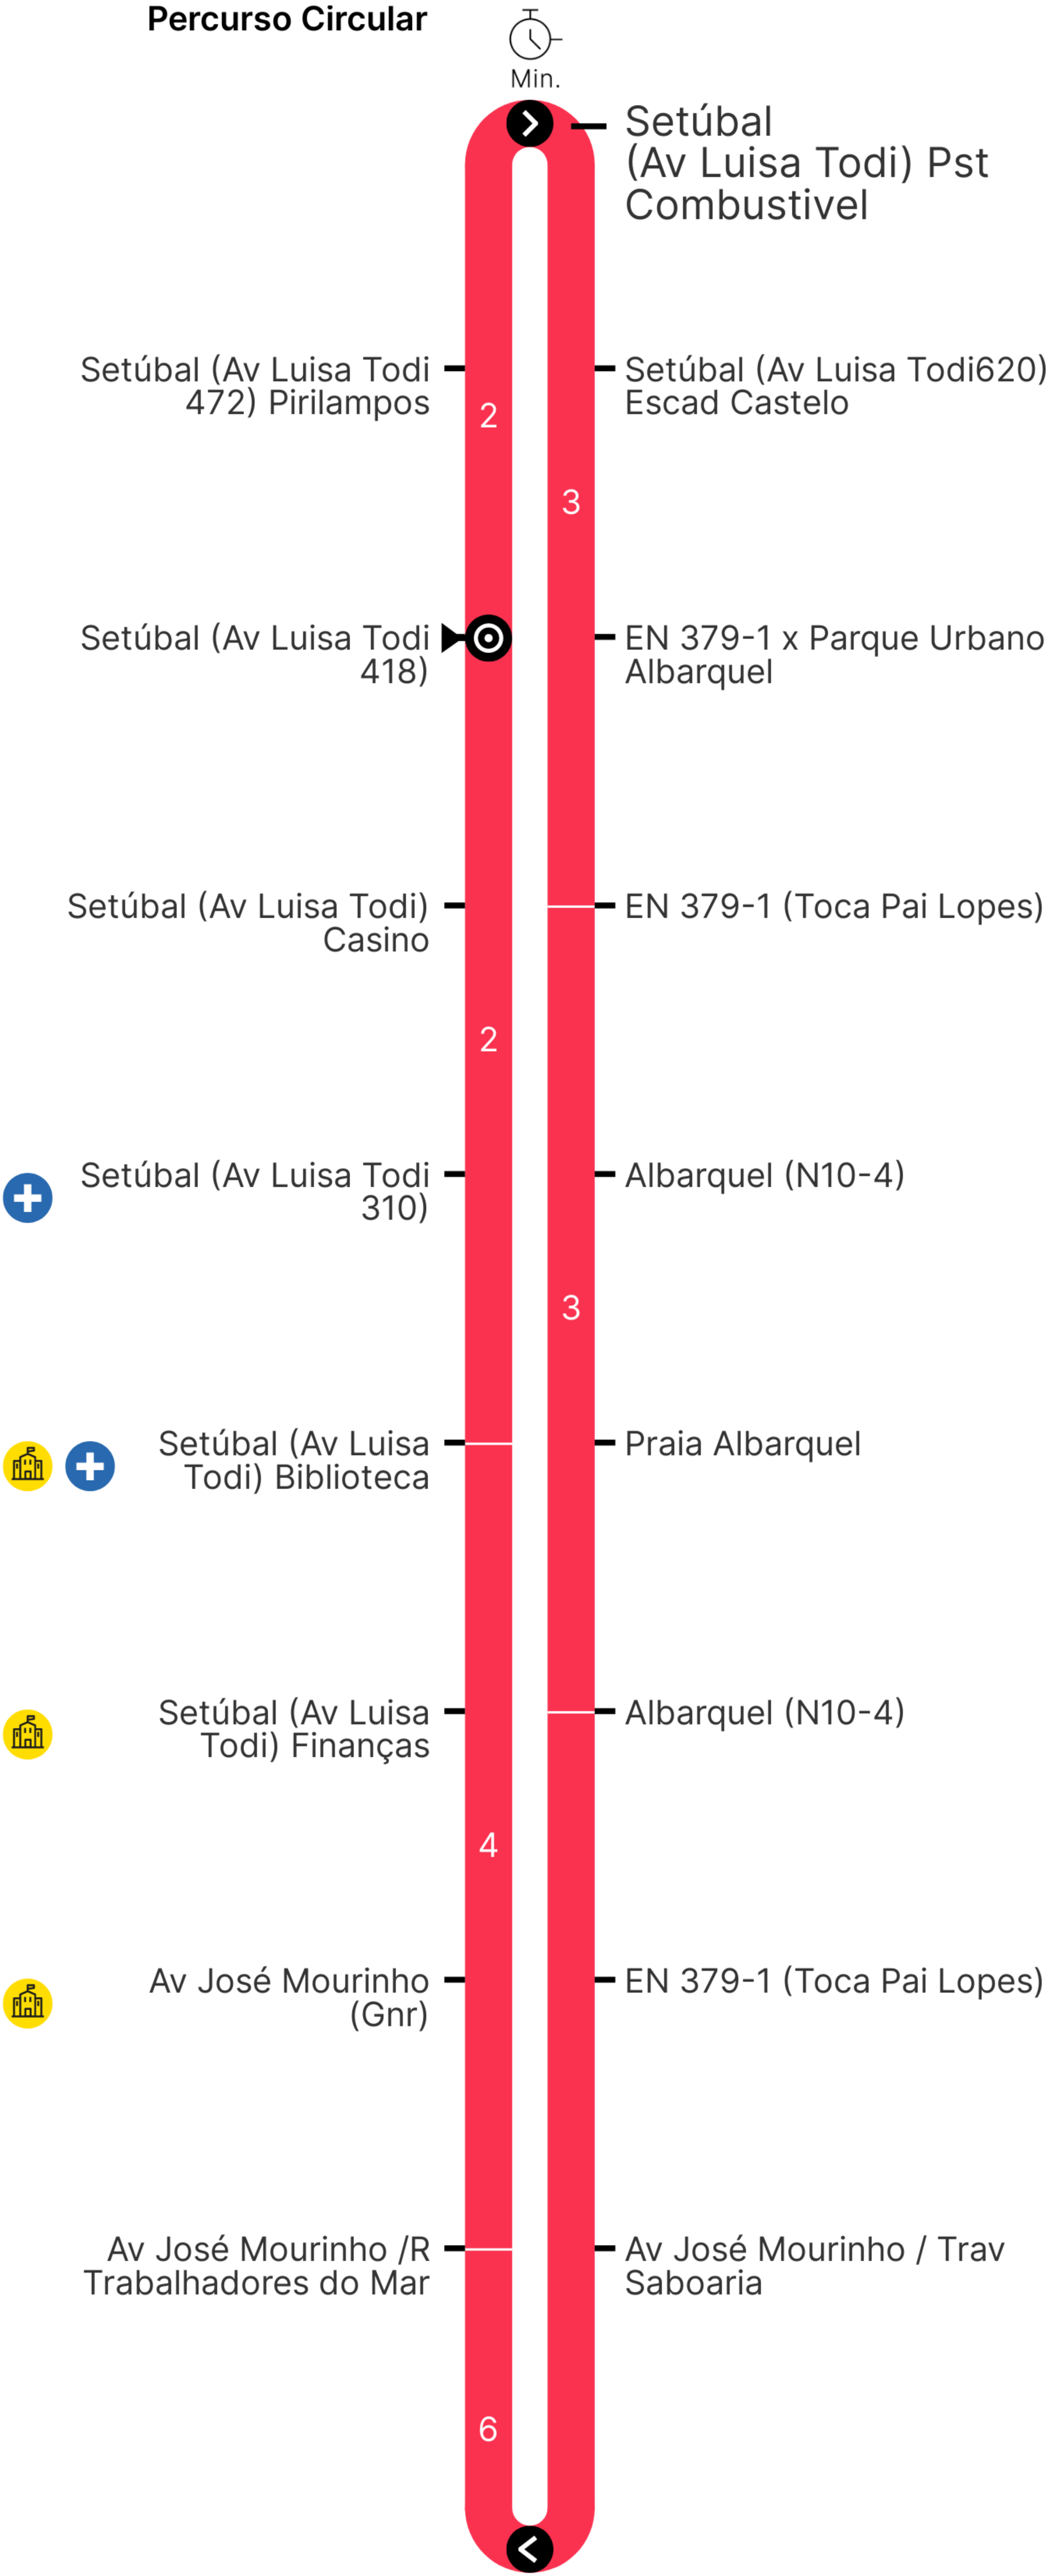 Percurso Circular
Min.
Setúbal
(Av Luisa Todi) Pst
Combustivel
Setúbal (Av Luisa Todi
472) Pirilampos
2
Setúbal (Av Luisa Todi620)
Escad Castelo
3
Setúbal (Av Luisa Todi
418)
EN 379-1 x Parque Urbano
Albarquel
Setúbal (Av Luisa Todi)
Casino
EN 379-1 (Toca Pai Lopes)
2
Setúbal (Av Luisa Todi
310)
Albarquel (N10-4)
3
Setúbal (Av Luisa
Todi) Biblioteca
Praia Albarquel
Setúbal (Av Luisa
Todi) Finanças
Albarquel (N10-4)
4
Av José Mourinho
(Gnr)
EN 379-1 (Toca Pai Lopes)
Av José Mourinho /R
Trabalhadores do Mar
Av José Mourinho / Trav
Saboaria
6